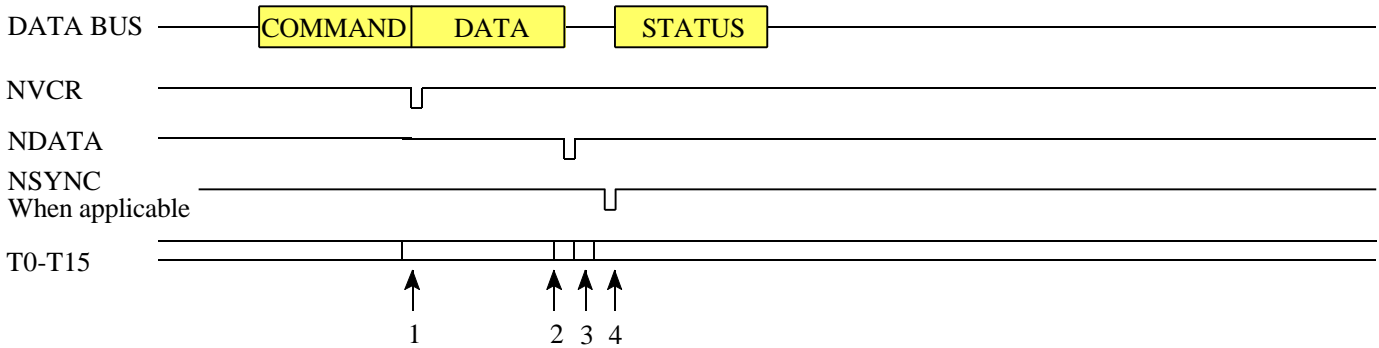 DATA BUS COMMAND DATA STATUS
NVCR
NDATA
NSYNC
When applicable
T0-T15
1 2 3 4